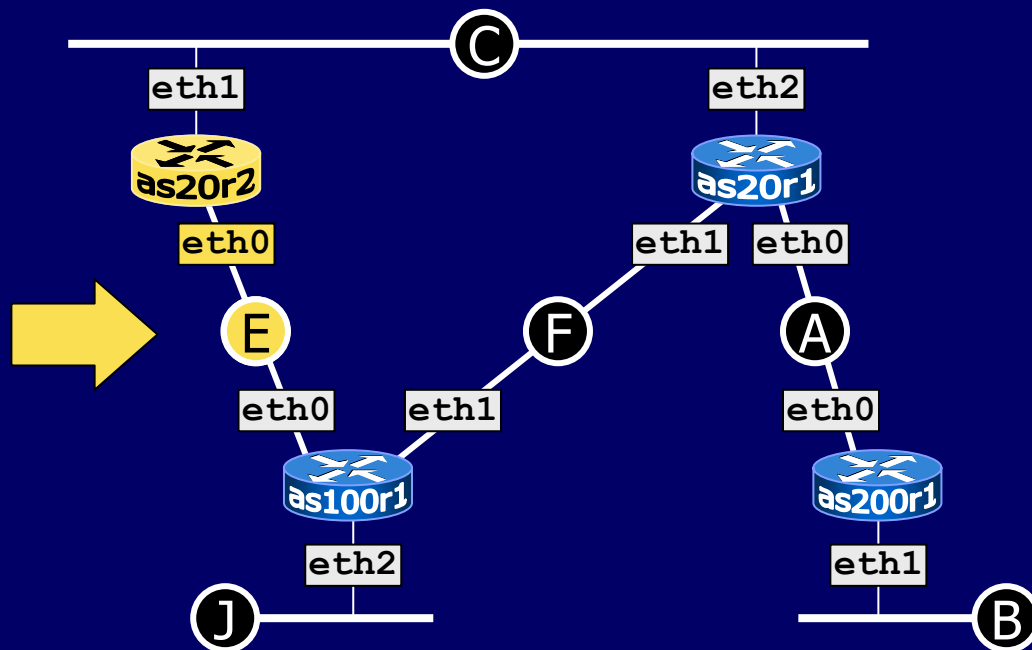 C
eth1
eth2
as20r2
as20r1
eth0
eth1
eth0
E
F
A
eth0
eth1
eth0
as100r1
as200r1
eth2
eth1
J
B